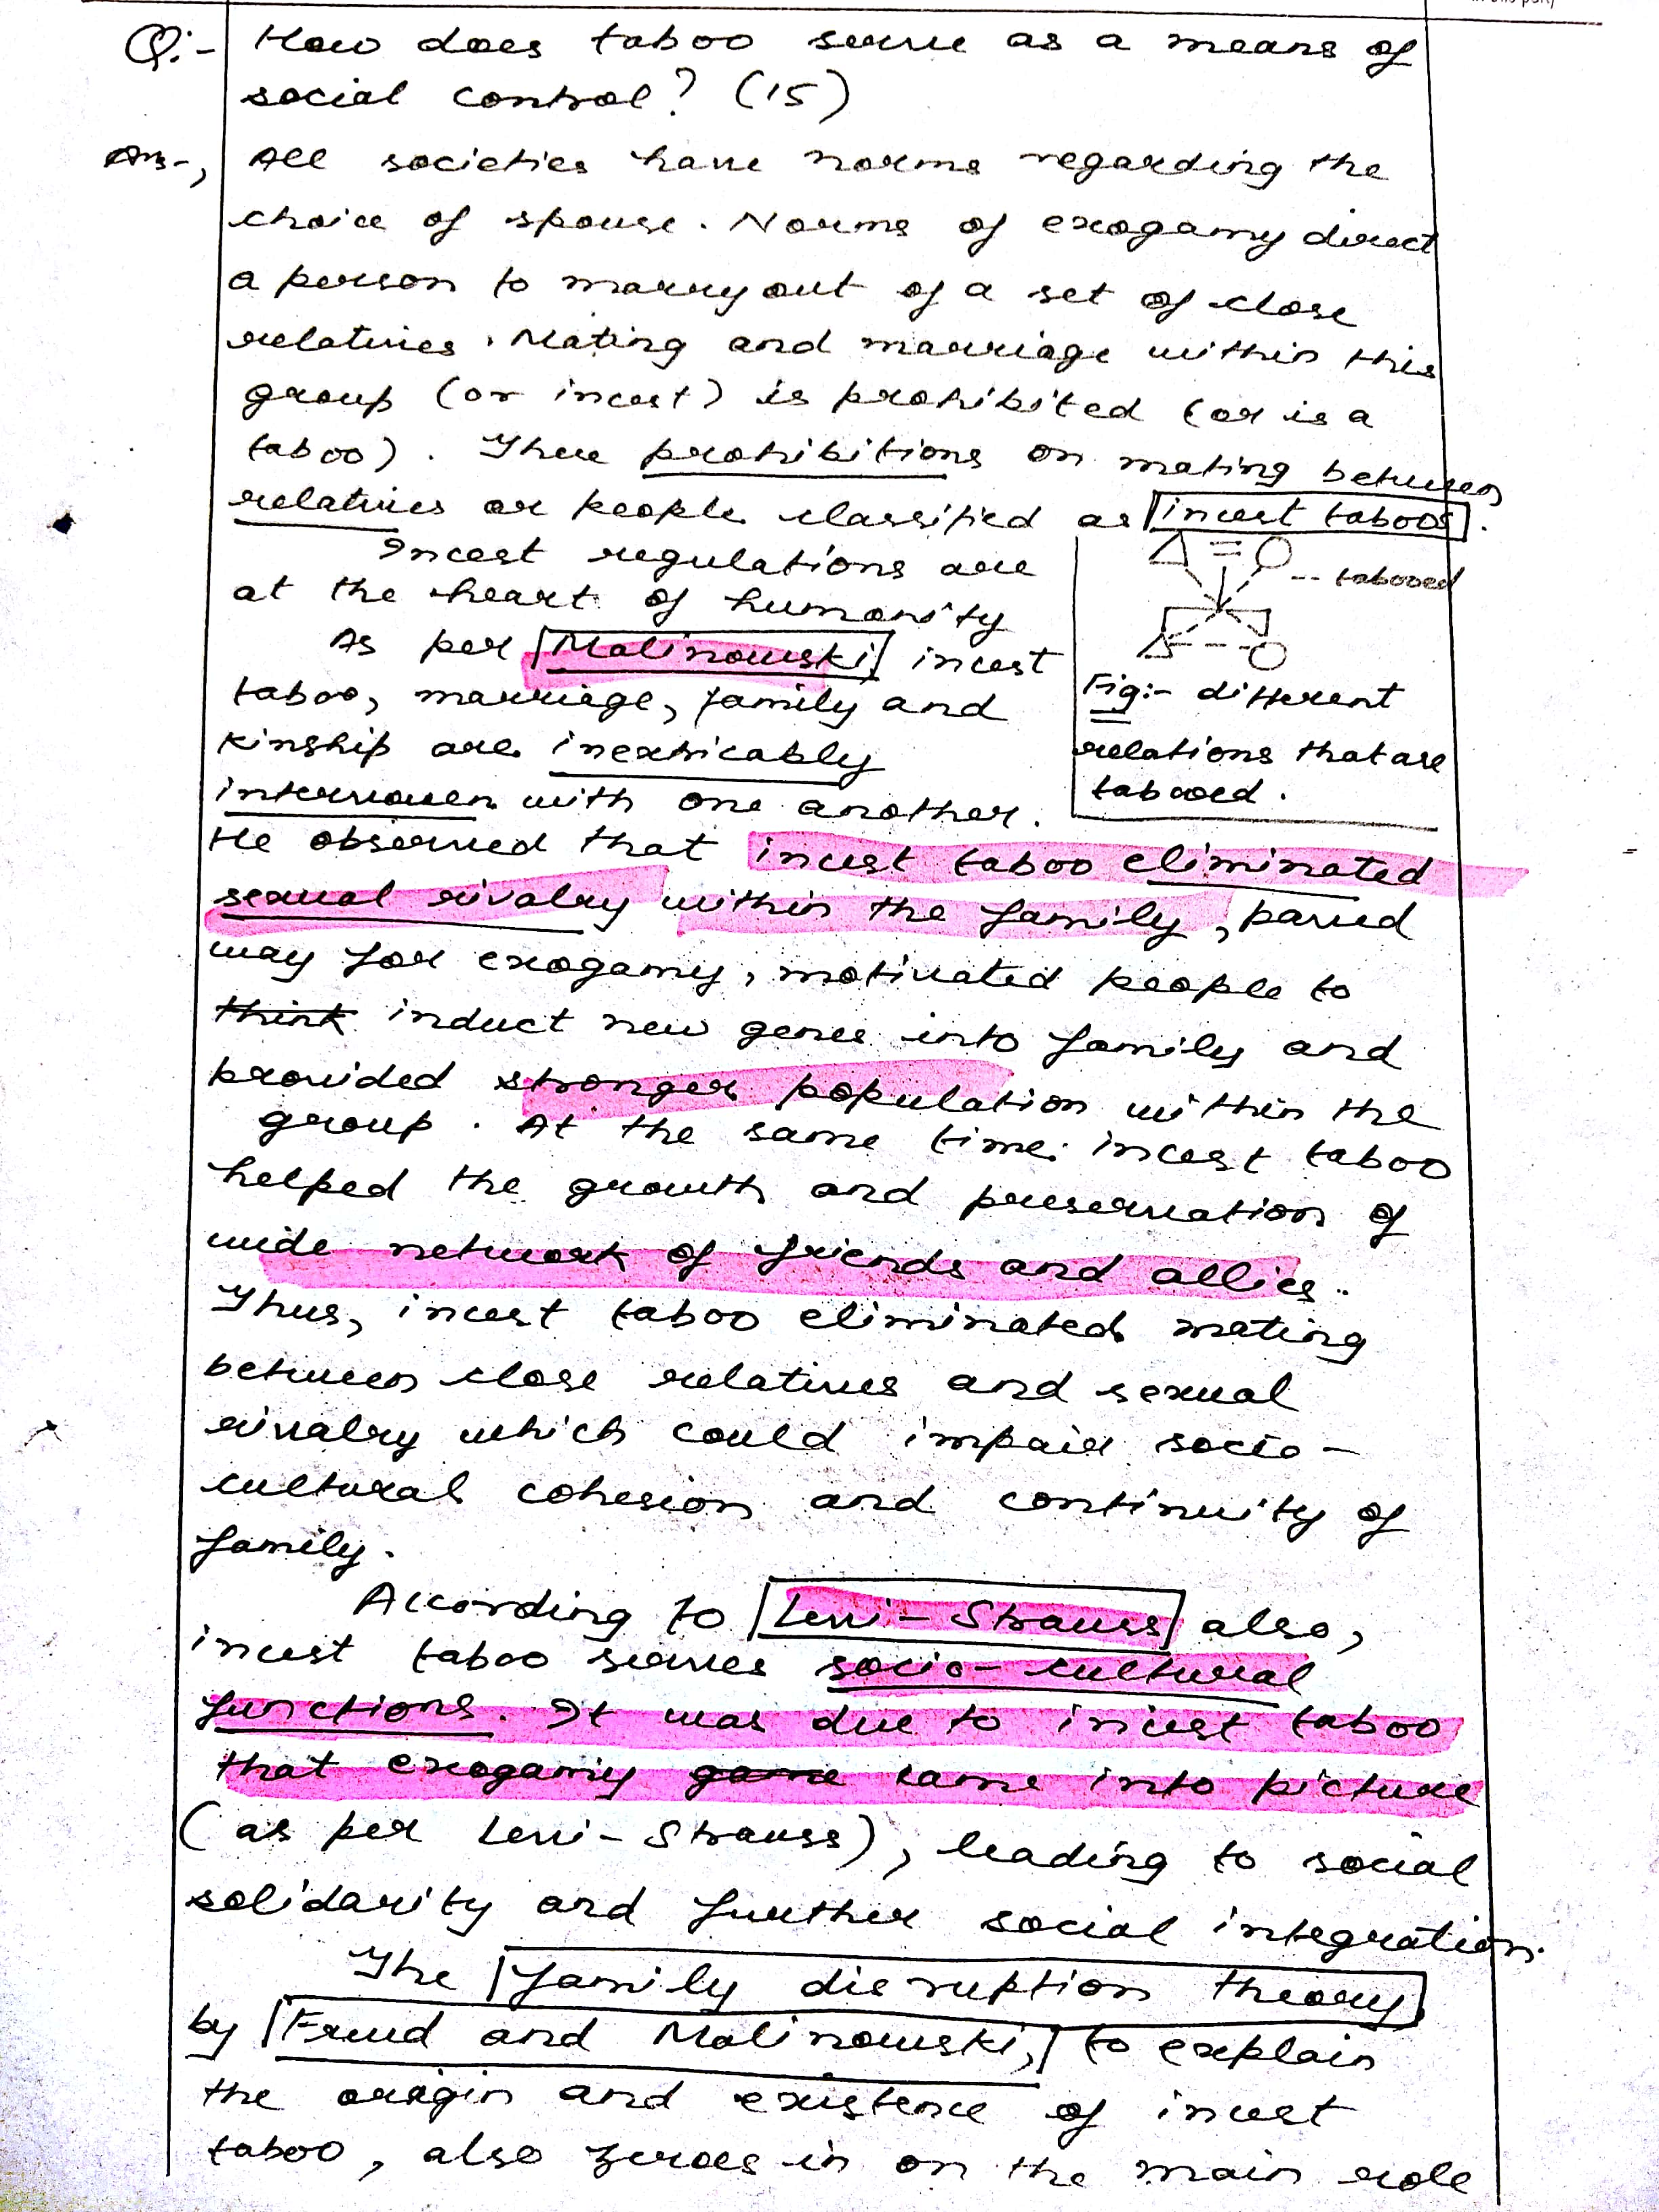 Q:- How does taboo serve as a means of
social control? (15)
Ans-, All societies have norms regarding the
choice of spouse. Norms of exogamy direct
a person to marry out of a set of close
relatives. Mating and marriage within this
group (or incest) is prohibited (or is a
taboo). These prohibitions on mating between
relatives or people classified as incest taboos.
Incest regulations are
at the heart of humanity
As per Malinowski incest
taboo, marriage, family and
kinship are inextricably
interwoven with one another.
-- tabooed
Fig:- different
relations that are
tabooed.
He observed that incest taboo eliminated
sexual rivalry within the family, paved
way for exogamy, motivated people to
think induct new genes into family and
provided stronger population within the
group. At the same time incest taboo
helped the growth and preservation of
wide network of friends and allies.
Thus, incest taboo eliminated mating
between close relatives and sexual
rivalry which could impair socio-
cultural cohesion and continuity of
family.
According to Levi-Strauss also,
incest taboo serves socio-cultural
functions. It was due to incest taboo
that exogamy game came into picture
(as per Levi-Strauss), leading to social
solidarity and further social integration.
The family disruption theory
by Freud and Malinowski, to explain
the origin and existence of incest
taboo, also zeroes in on the main role